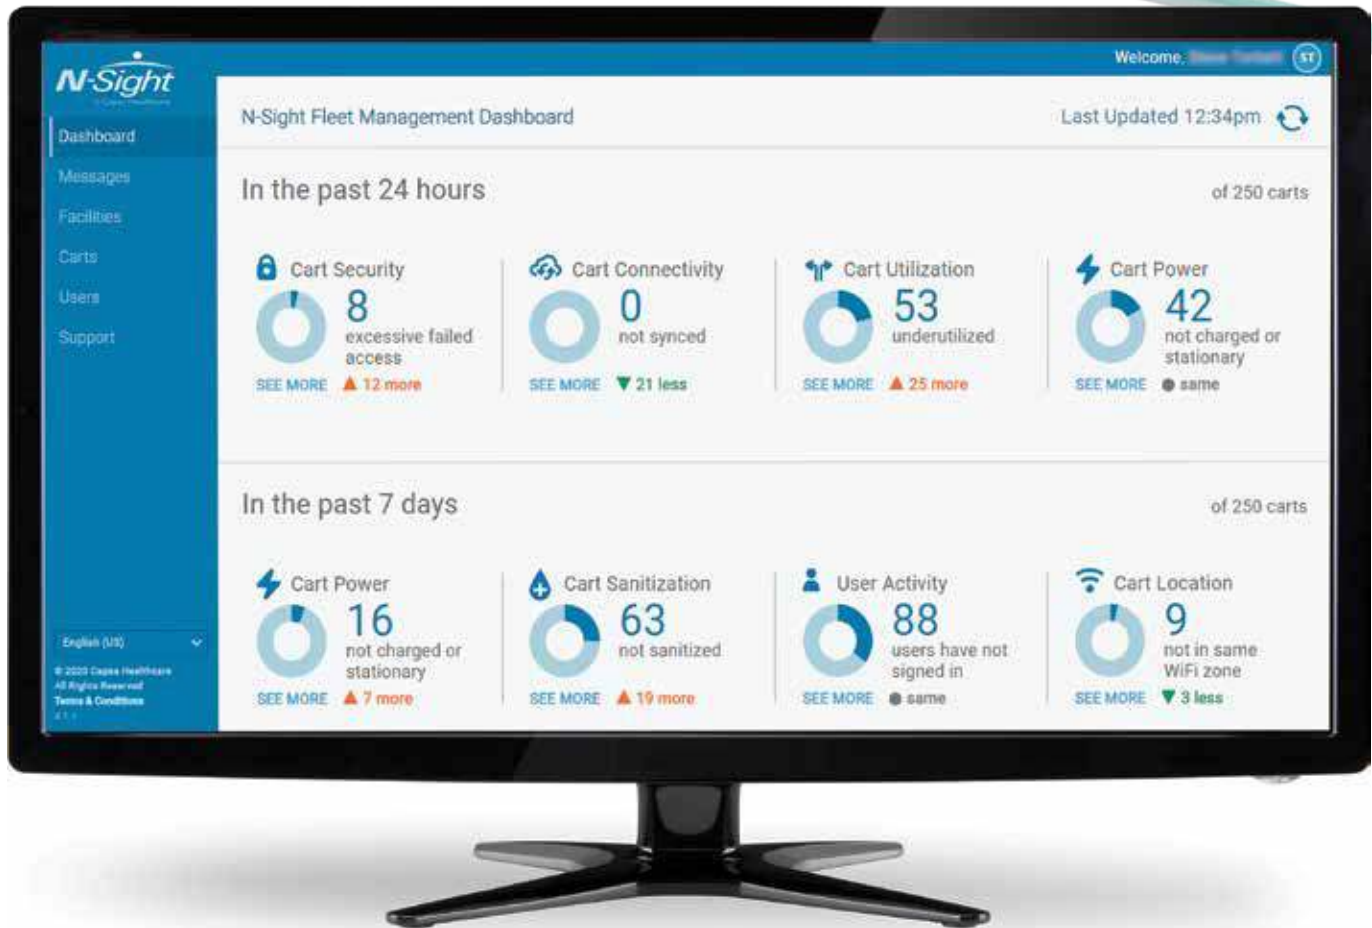 Welcome,
ST
N-Sight
N-Sight Fleet Management Dashboard
Last Updated 12:34pm
Dashboard
Messages
Facilities
Carts
Users
Support
In the past 24 hours
of 250 carts
Cart Security
8
excessive failed
access
SEE MORE ▲ 12 more
Cart Connectivity
0
not synced
SEE MORE ▼ 21 less
Cart Utilization
53
underutilized
SEE MORE ▲ 25 more
Cart Power
42
not charged or
stationary
SEE MORE ● same
In the past 7 days
of 250 carts
Cart Power
16
not charged or
stationary
SEE MORE ▲ 7 more
Cart Sanitization
63
not sanitized
SEE MORE ▲ 19 more
User Activity
88
users have not
signed in
SEE MORE ● same
Cart Location
9
not in same
WiFi zone
SEE MORE ▼ 3 less
English (US)
© 2020 Capsa Healthcare
All Rights Reserved
Terms & Conditions